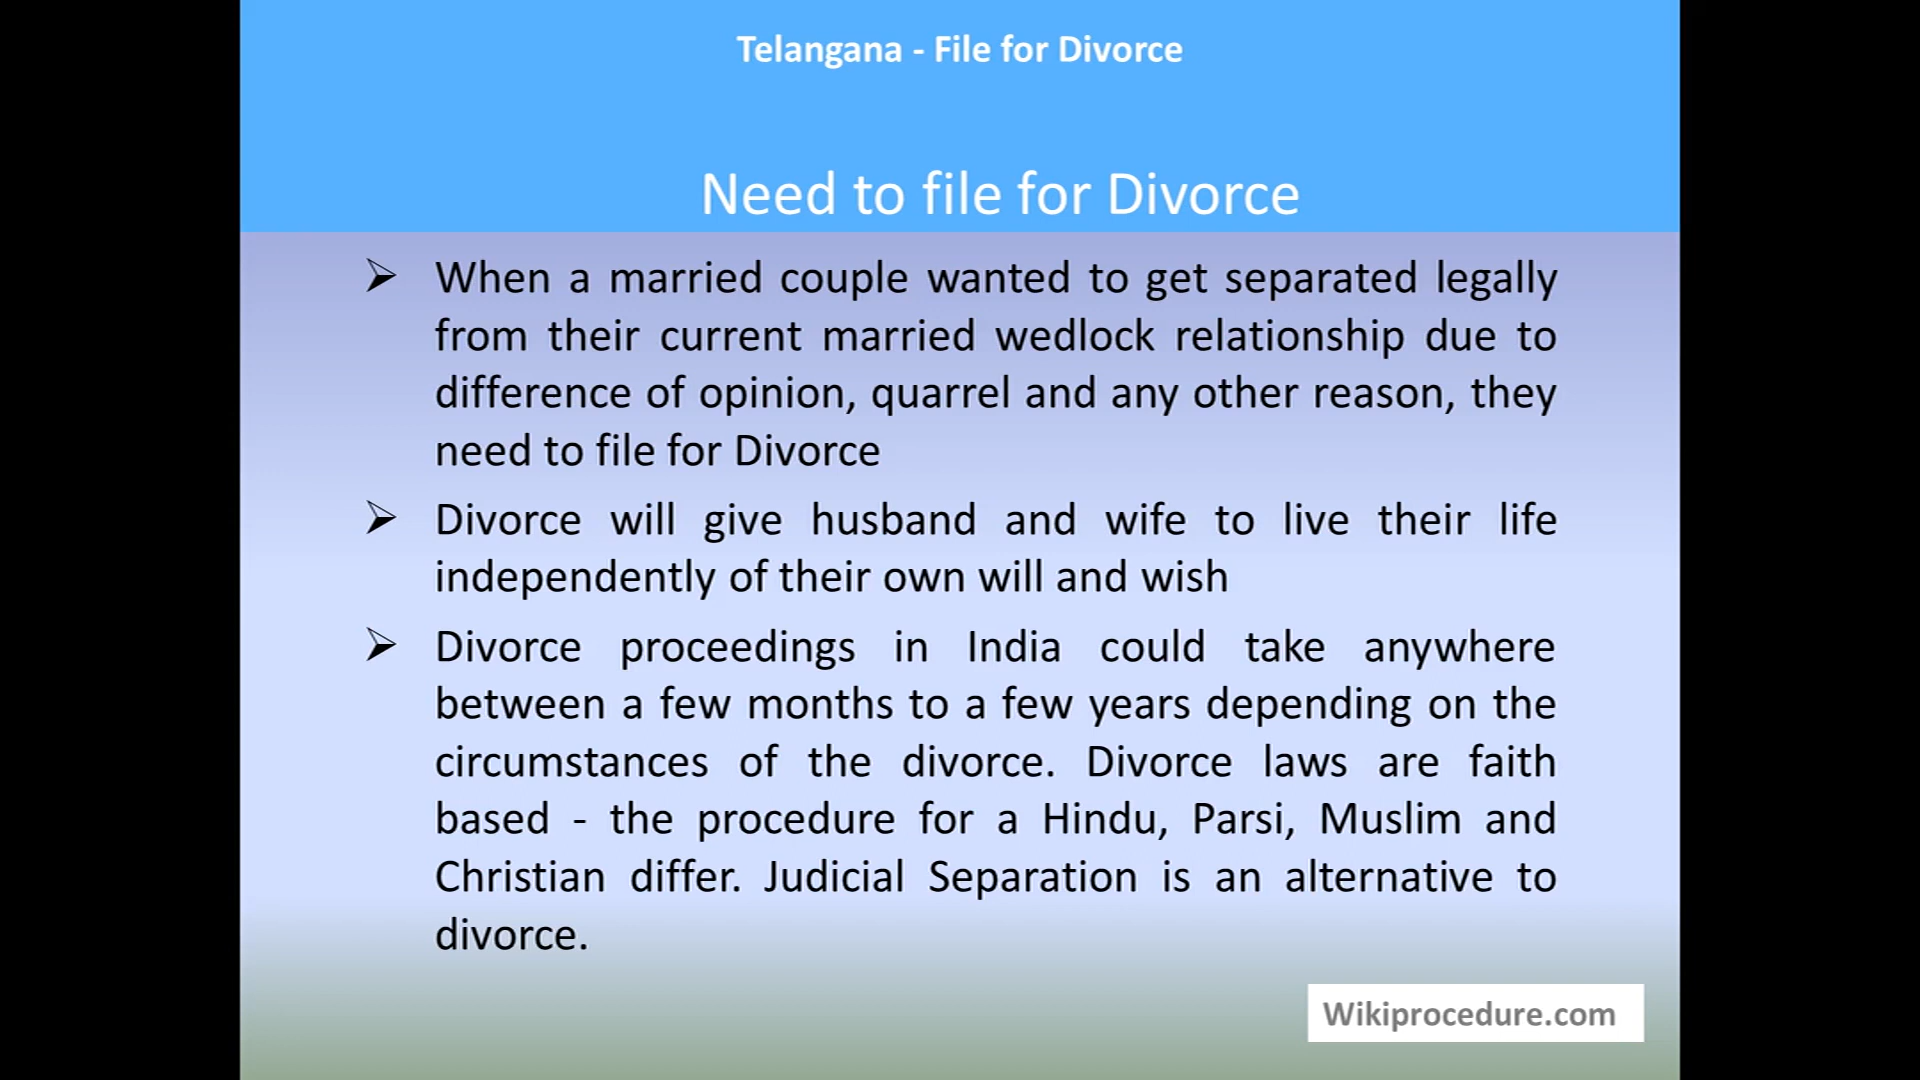 Telangana - File for Divorce
Need to file for Divorce
➢ When a married couple wanted to get separated legally
from their current married wedlock relationship due to
difference of opinion, quarrel and any other reason, they
need to file for Divorce
➢ Divorce will give husband and wife to live their life
independently of their own will and wish
➢ Divorce proceedings in India could take anywhere
between a few months to a few years depending on the
circumstances of the divorce. Divorce laws are faith
based - the procedure for a Hindu, Parsi, Muslim and
Christian differ. Judicial Separation is an alternative to
divorce.
Wikiprocedure.com